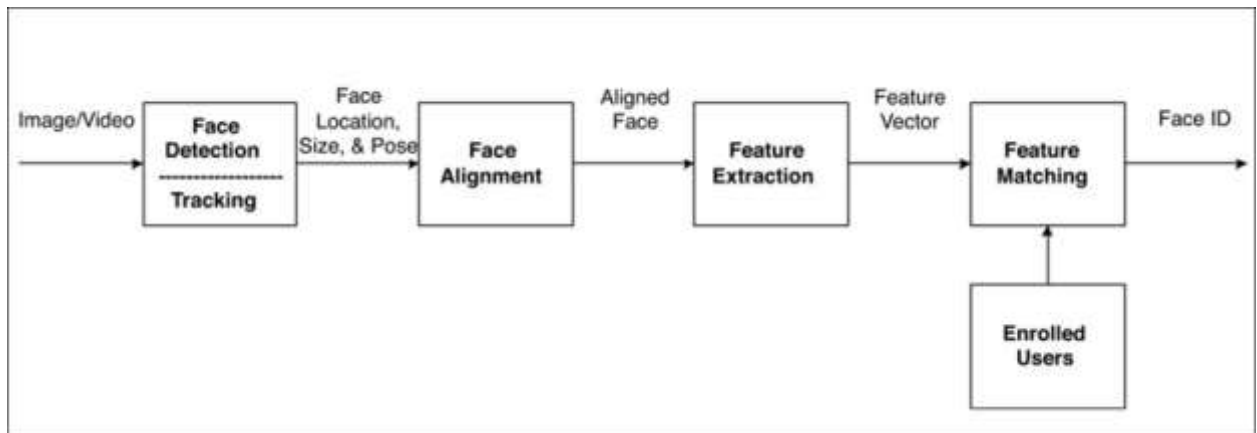 Image/Video
Face
Detection
Tracking
Face
Location,
Size, & Pose
Face
Alignment
Aligned
Face
Feature
Extraction
Feature
Vector
Feature
Matching
Face ID
Enrolled
Users